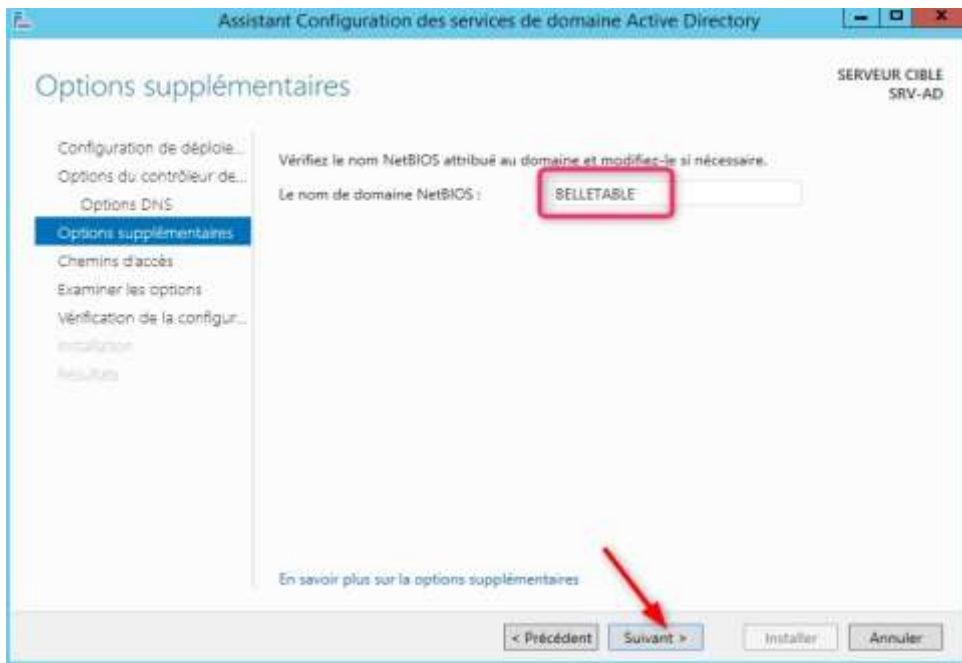 Assistant Configuration des services de domaine Active Directory
Options supplémentaires
SERVEUR CIBLE
SRV-AD
Configuration de déploie...
Options du contrôleur de...
Options DNS
Options supplémentaires
Chemins d'accès
Examiner les options
Vérification de la configur...
Installation
Résultats
Vérifiez le nom NetBIOS attribué au domaine et modifiez-le si nécessaire.
Le nom de domaine NetBIOS : BELLETABLE
En savoir plus sur la options supplémentaires
< Précédent Suivant > Installer Annuler